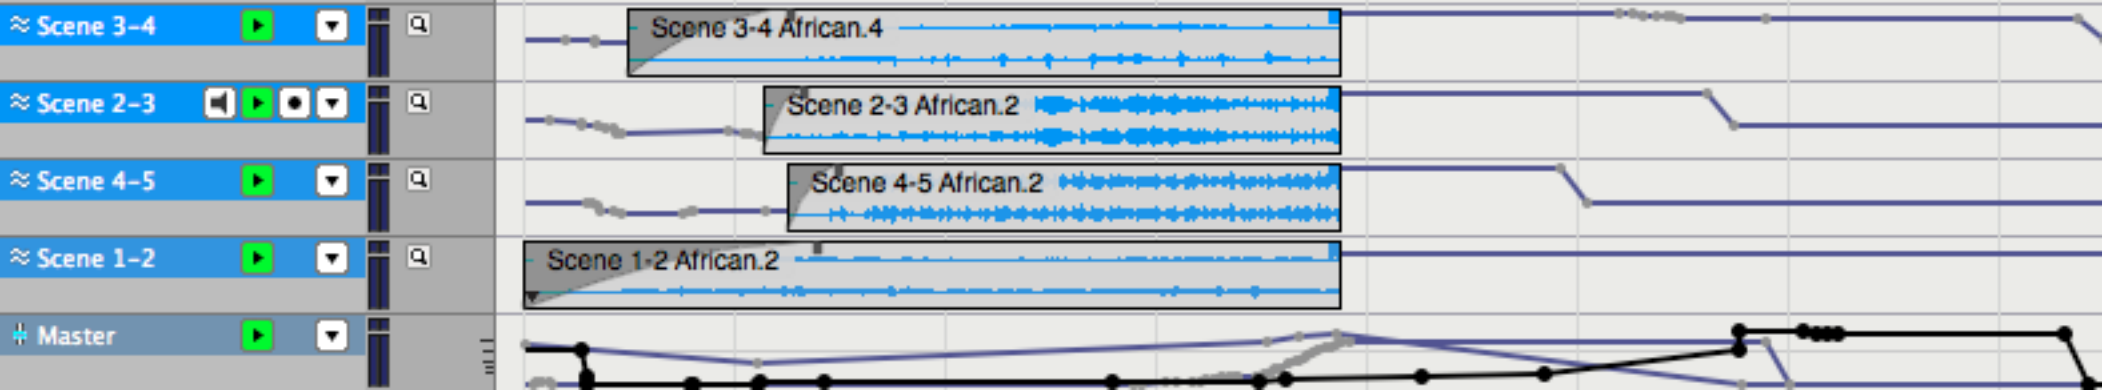 Scene 3-4
Scene 3-4 African.4
Scene 2-3
Scene 2-3 African.2
Scene 4-5
Scene 4-5 African.2
Scene 1-2
Scene 1-2 African.2
Master